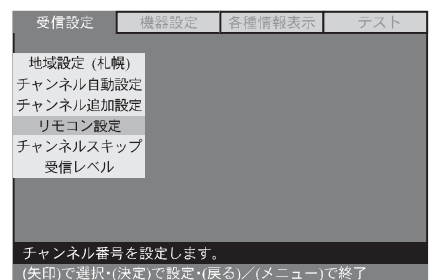 受信設定 機器設定 各種情報表示 テスト
地域設定 (札幌)
チャンネル自動設定
チャンネル追加設定
リモコン設定
チャンネルスキップ
受信レベル
チャンネル番号を設定します。
(矢印)で選択・(決定)で設定・(戻る)／(メニュー)で終了